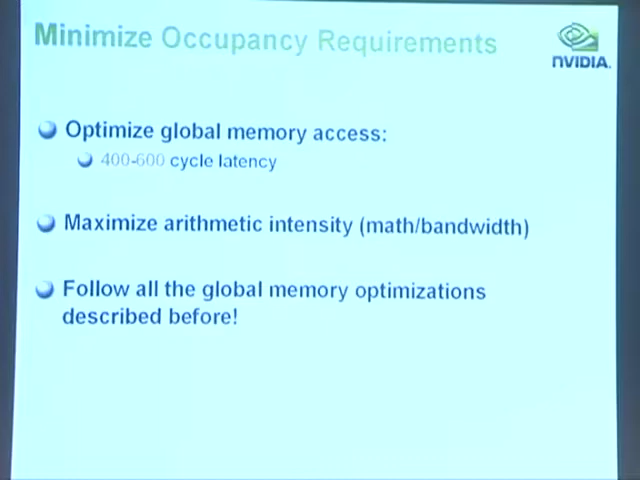 Minimize Occupancy Requirements
NVIDIA.
Optimize global memory access:
400-600 cycle latency
Maximize arithmetic intensity (math/bandwidth)
Follow all the global memory optimizations
described before!